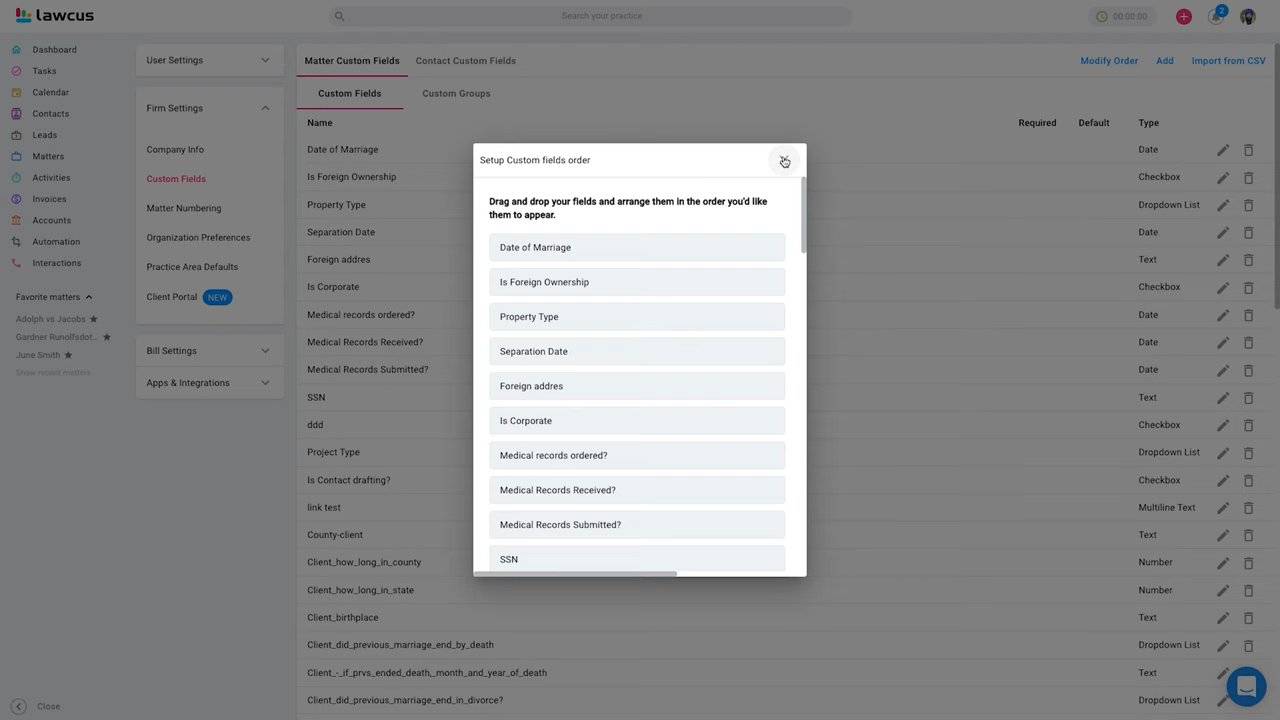 lawcus
Search your practice
00:00:00
2
Dashboard
Tasks
Calendar
Contacts
Leads
Matters
Activities
Invoices
Accounts
Automation
Interactions
Favorite matters
Adolph vs Jacobs
Gardner Runolfsdot..
June Smith
Show recent matters
Close
User Settings
Firm Settings
Company Info
Custom Fields
Matter Numbering
Organization Preferences
Practice Area Defaults
Client Portal NEW
Bill Settings
Apps & Integrations
Matter Custom Fields Contact Custom Fields Modify Order Add Import from CSV
Custom Fields Custom Groups
Name Required Default Type
Date of Marriage Date
Is Foreign Ownership Checkbox
Property Type Dropdown List
Separation Date Date
Foreign addres Text
Is Corporate Checkbox
Medical records ordered? Date
Medical Records Received? Date
Medical Records Submitted? Date
SSN Text
ddd Checkbox
Project Type Dropdown List
Is Contact drafting? Checkbox
link test Multiline Text
County-client Text
Client_how_long_in_county Number
Client_how_long_in_state Number
Client_birthplace Text
Client_did_previous_marriage_end_by_death Dropdown List
Client_-_if_prvs_ended_death,_month_and_year_of_death Text
Client_did_previous_marriage_end_in_divorce? Dropdown List
Setup Custom fields order
Drag and drop your fields and arrange them in the order you'd like
them to appear.
Date of Marriage
Is Foreign Ownership
Property Type
Separation Date
Foreign addres
Is Corporate
Medical records ordered?
Medical Records Received?
Medical Records Submitted?
SSN